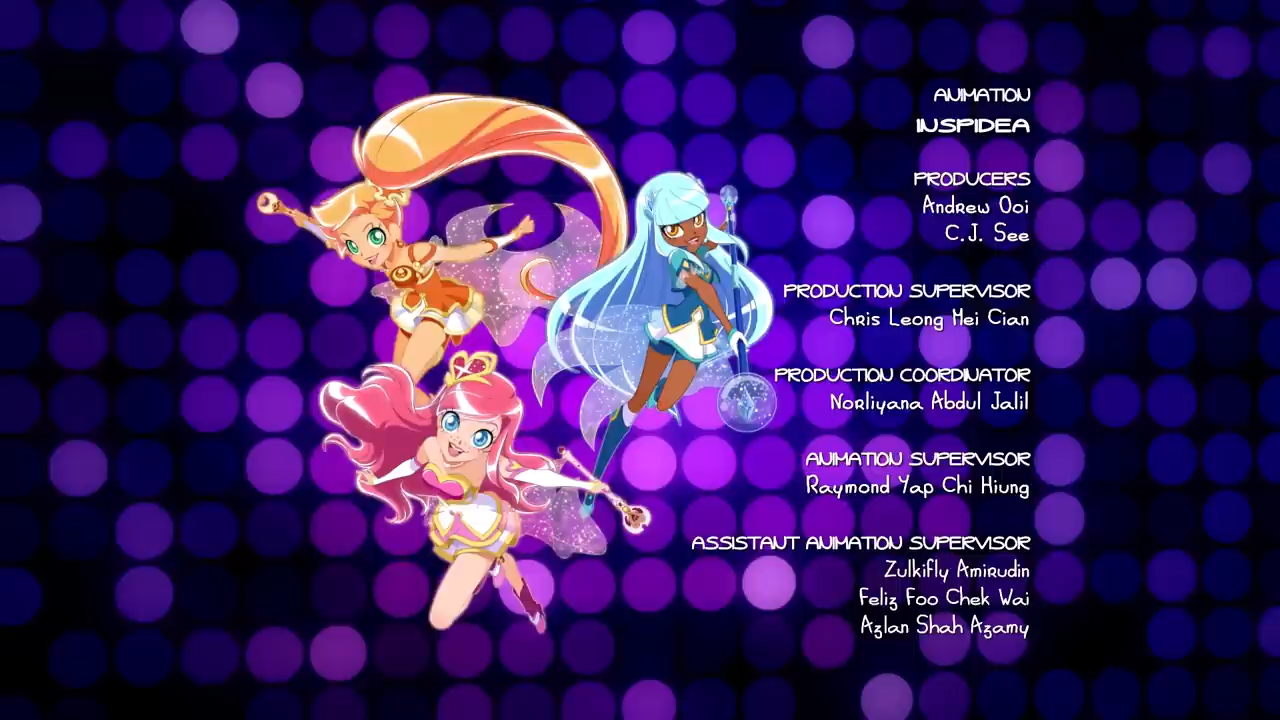 ANIMATION
INSPIDEA
PRODUCERS
Andrew Ooi
C.J. See
PRODUCTION SUPERVISOR
Chris Leong Mei Cian
PRODUCTION COORDINATOR
Norliyana Abdul Jalil
ANIMATION SUPERVISOR
Raymond Yap Chi Hiung
ASSISTANT ANIMATION SUPERVISOR
Zulkifly Amirudin
Feliz Foo Chek Wai
Azlan Shah Azamy